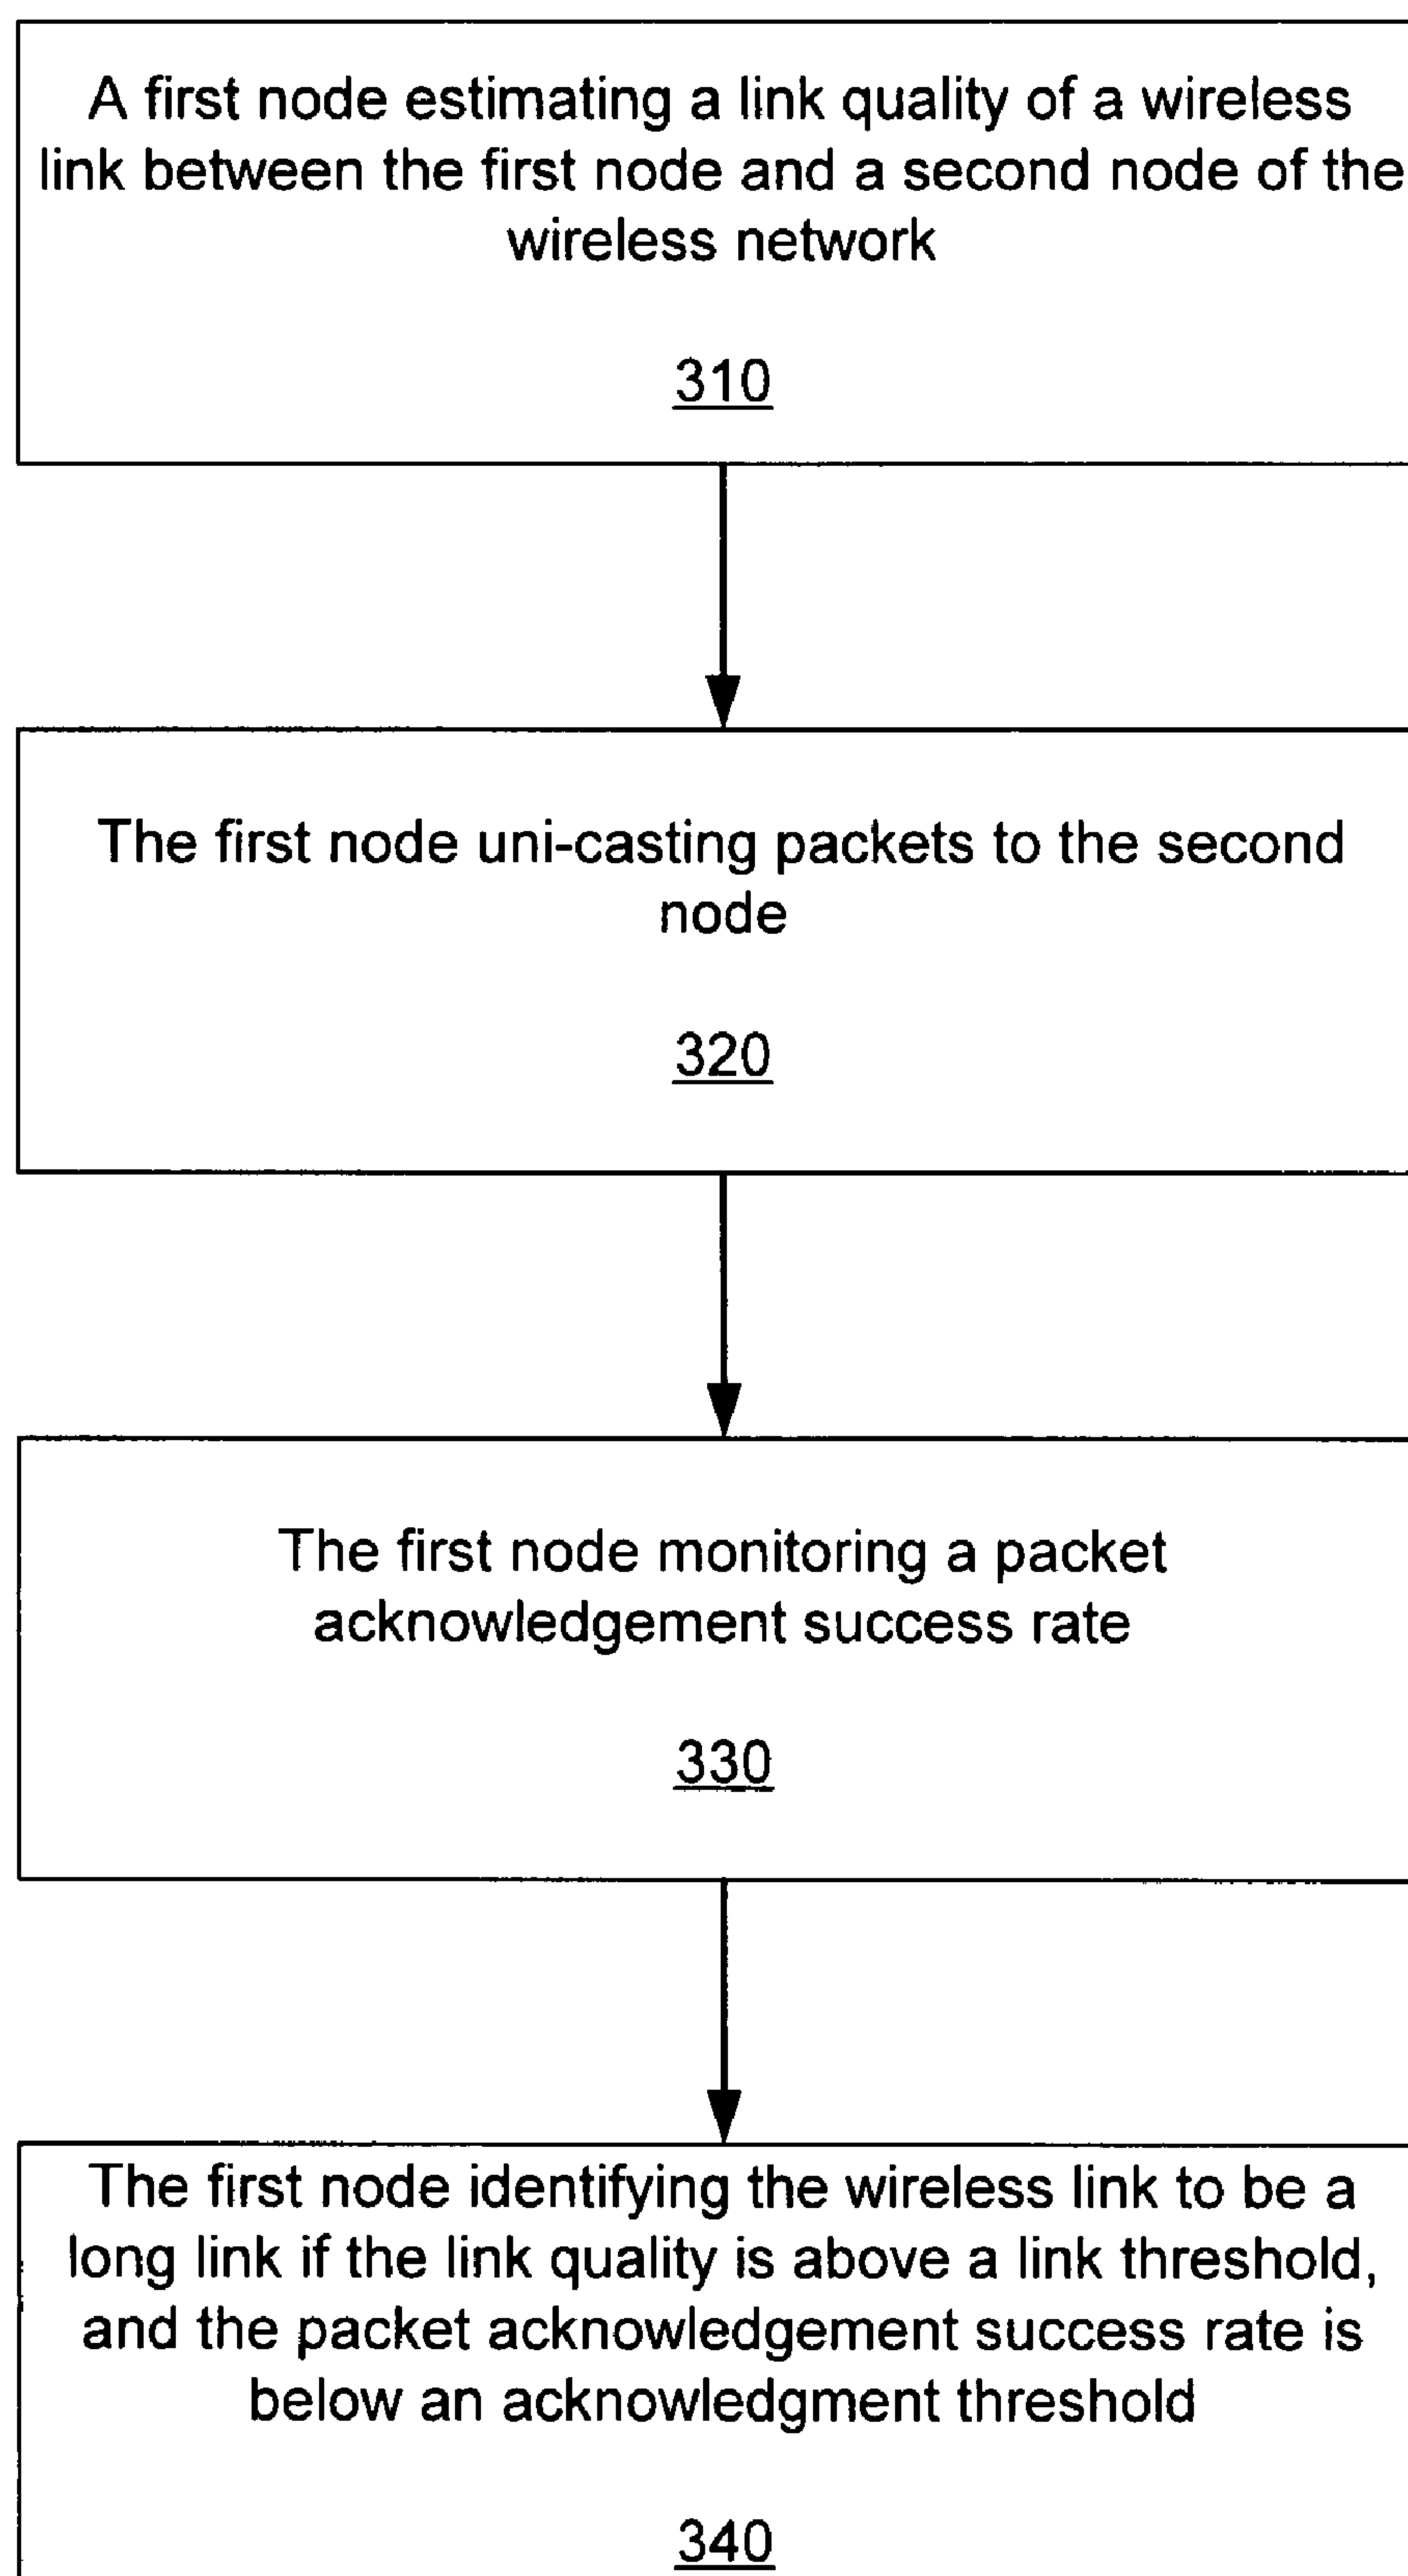 A first node estimating a link quality of a wireless
link between the first node and a second node of the
wireless network
310
The first node uni-casting packets to the second
node
320
The first node monitoring a packet
acknowledgement success rate
330
The first node identifying the wireless link to be a
long link if the link quality is above a link threshold,
and the packet acknowledgement success rate is
below an acknowledgment threshold
340